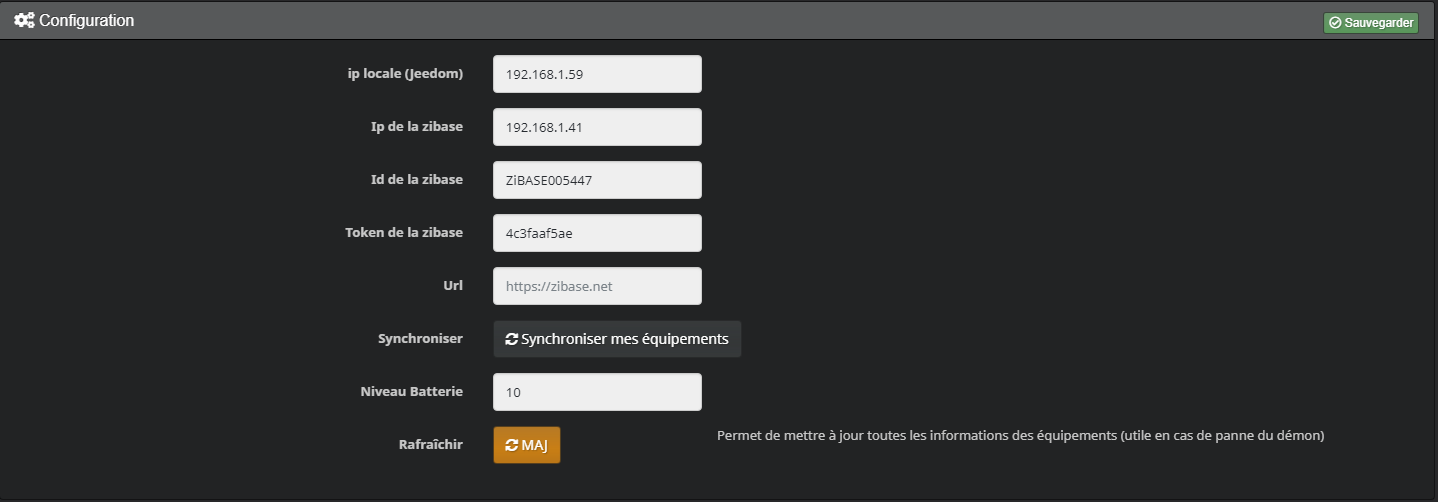 Configuration
Sauvegarder
ip locale (Jeedom) 192.168.1.59
Ip de la zibase 192.168.1.41
Id de la zibase ZiBASE005447
Token de la zibase 4c3faaf5ae
Url https://zibase.net
Synchroniser Synchroniser mes équipements
Niveau Batterie 10
Rafraîchir MAJ Permet de mettre à jour toutes les informations des équipements (utile en cas de panne du démon)